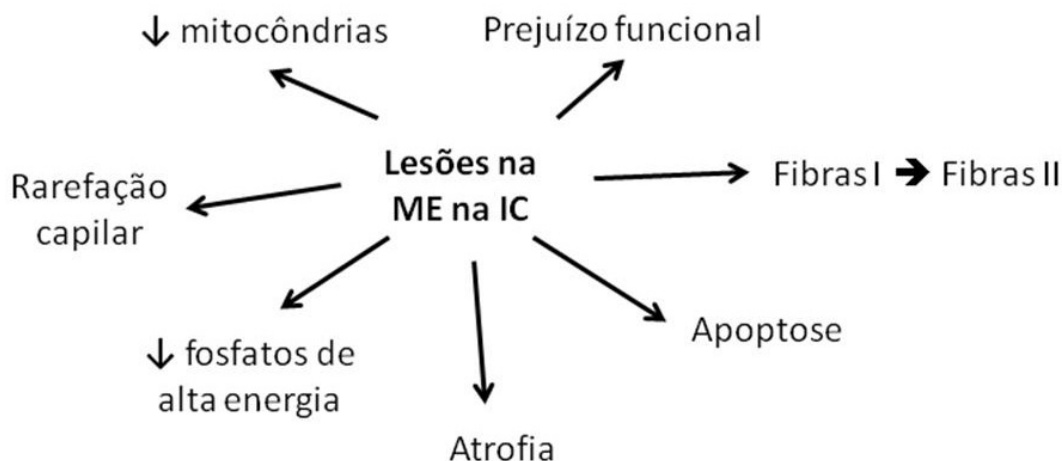 ↓ mitocôndrias
Prejuízo funcional
Lesões na
ME na IC
Fibras I ➔ Fibras II
Rarefação
capilar
Apoptose
↓ fosfatos de
alta energia
Atrofia